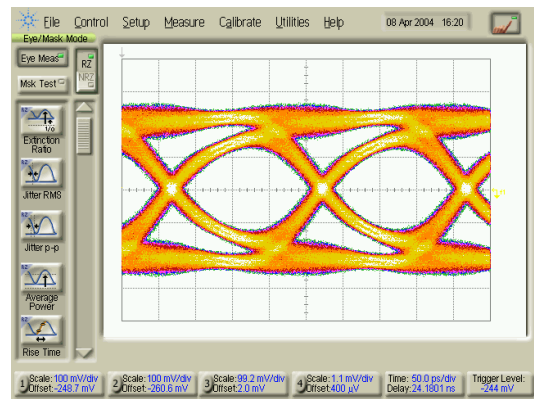 File Control Setup Measure Calibrate Utilities Help 08 Apr 2004 16:20
Eye/Mask Mode
Eye Meas
RZ
NRZ
Msk Test
1/0
Extinction
Ratio
Jitter RMS
Jitter p-p
Average
Power
Rise Time
1 Scale:100 mV/div
Offset:-248.7 mV
2 Scale:100 mV/div
Offset:-260.6 mV
3 Scale:99.2 mV/div
Offset:2.0 mV
4 Scale:1.1 mV/div
Offset:400 µV
Time: 50.0 ps/div
Delay:24.1801 ns
Trigger Level:
-244 mV